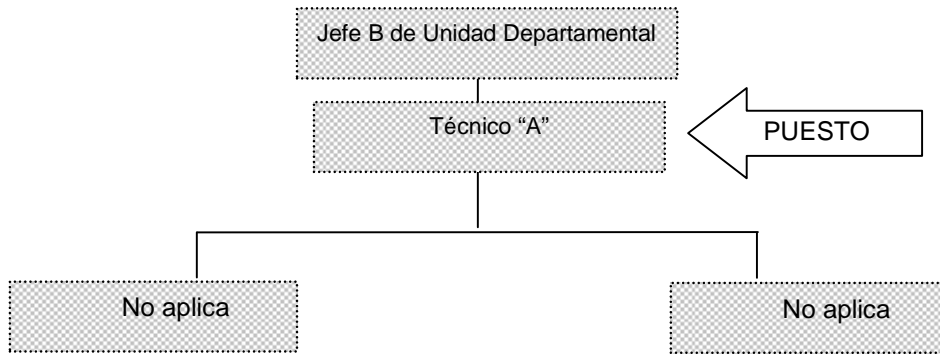 Jefe B de Unidad Departamental
Técnico “A”
PUESTO
No aplica
No aplica